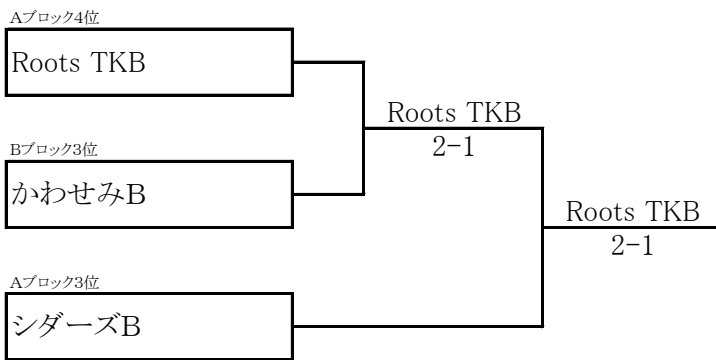 Aブロック4位
Roots TKB
Roots TKB
2-1
Bブロック3位
かわせみB
Roots TKB
2-1
Aブロック3位
シダーズB